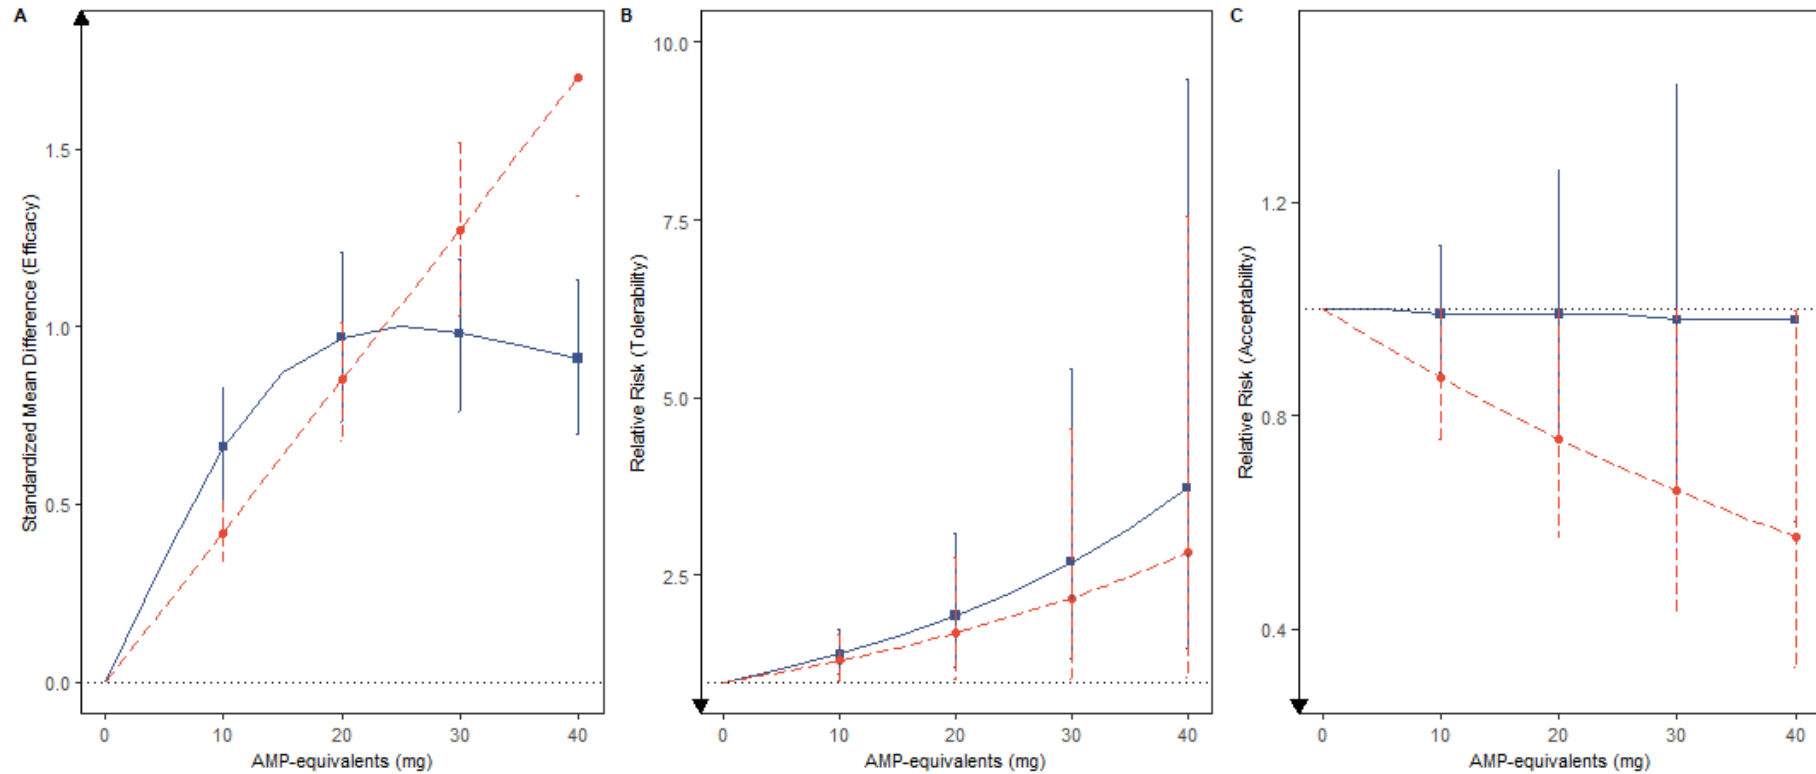 A
Standardized Mean Difference (Efficacy)
1.5
1.0
0.5
0.0
0 10 20 30 40
AMP-equivalents (mg)
B
Relative Risk (Tolerability)
10.0
7.5
5.0
2.5
0 10 20 30 40
AMP-equivalents (mg)
C
Relative Risk (Acceptability)
1.2
0.8
0.4
0 10 20 30 40
AMP-equivalents (mg)